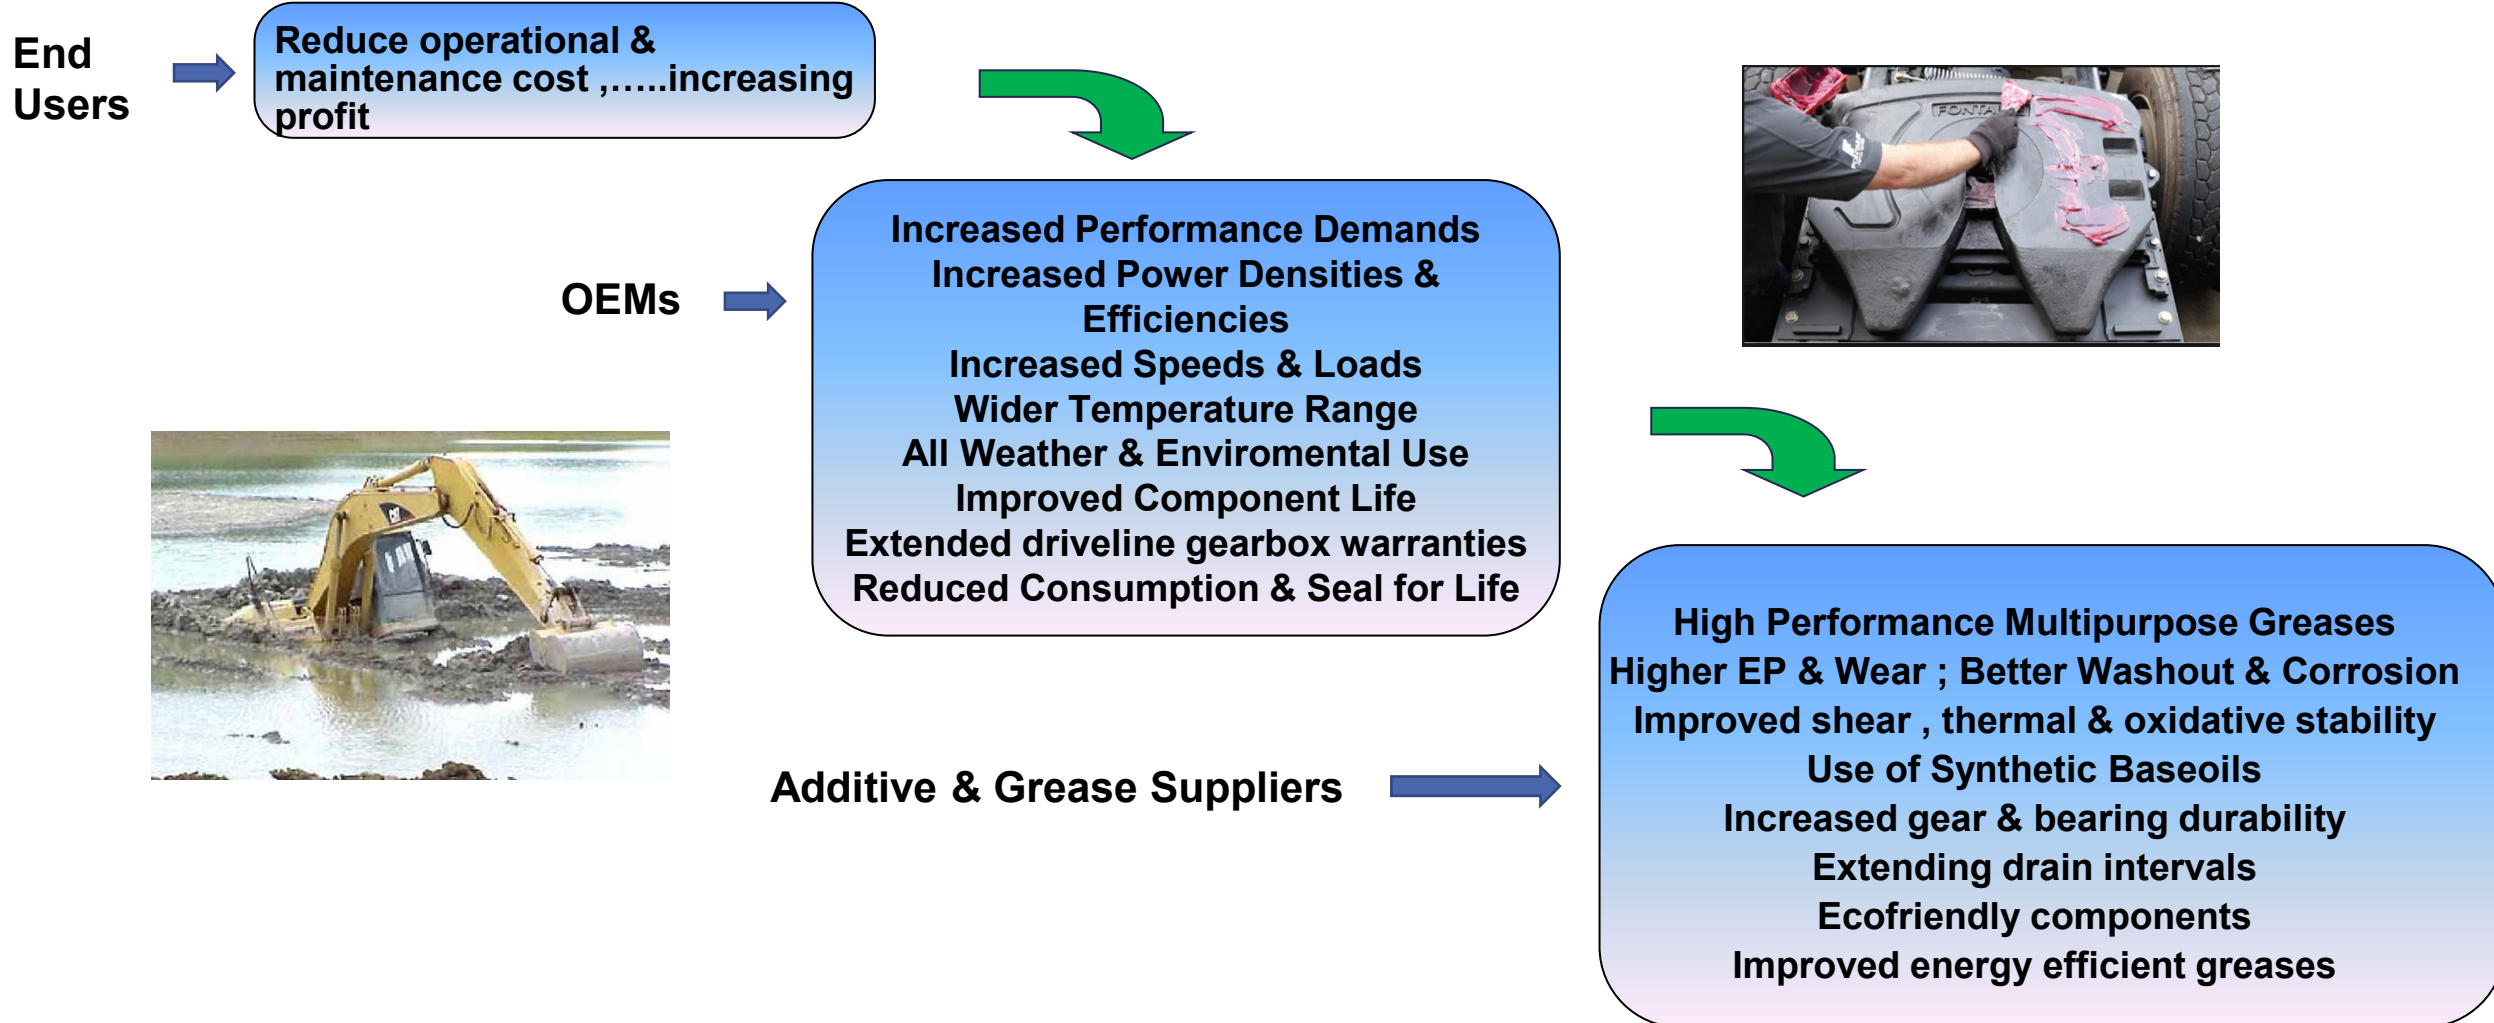 End
Users
Reduce operational &
maintenance cost ,…..increasing
profit
OEMs
Increased Performance Demands
Increased Power Densities &
Efficiencies
Increased Speeds & Loads
Wider Temperature Range
All Weather & Enviromental Use
Improved Component Life
Extended driveline gearbox warranties
Reduced Consumption & Seal for Life
CAT
Additive & Grease Suppliers
High Performance Multipurpose Greases
Higher EP & Wear ; Better Washout & Corrosion
Improved shear , thermal & oxidative stability
Use of Synthetic Baseoils
Increased gear & bearing durability
Extending drain intervals
Ecofriendly components
Improved energy efficient greases